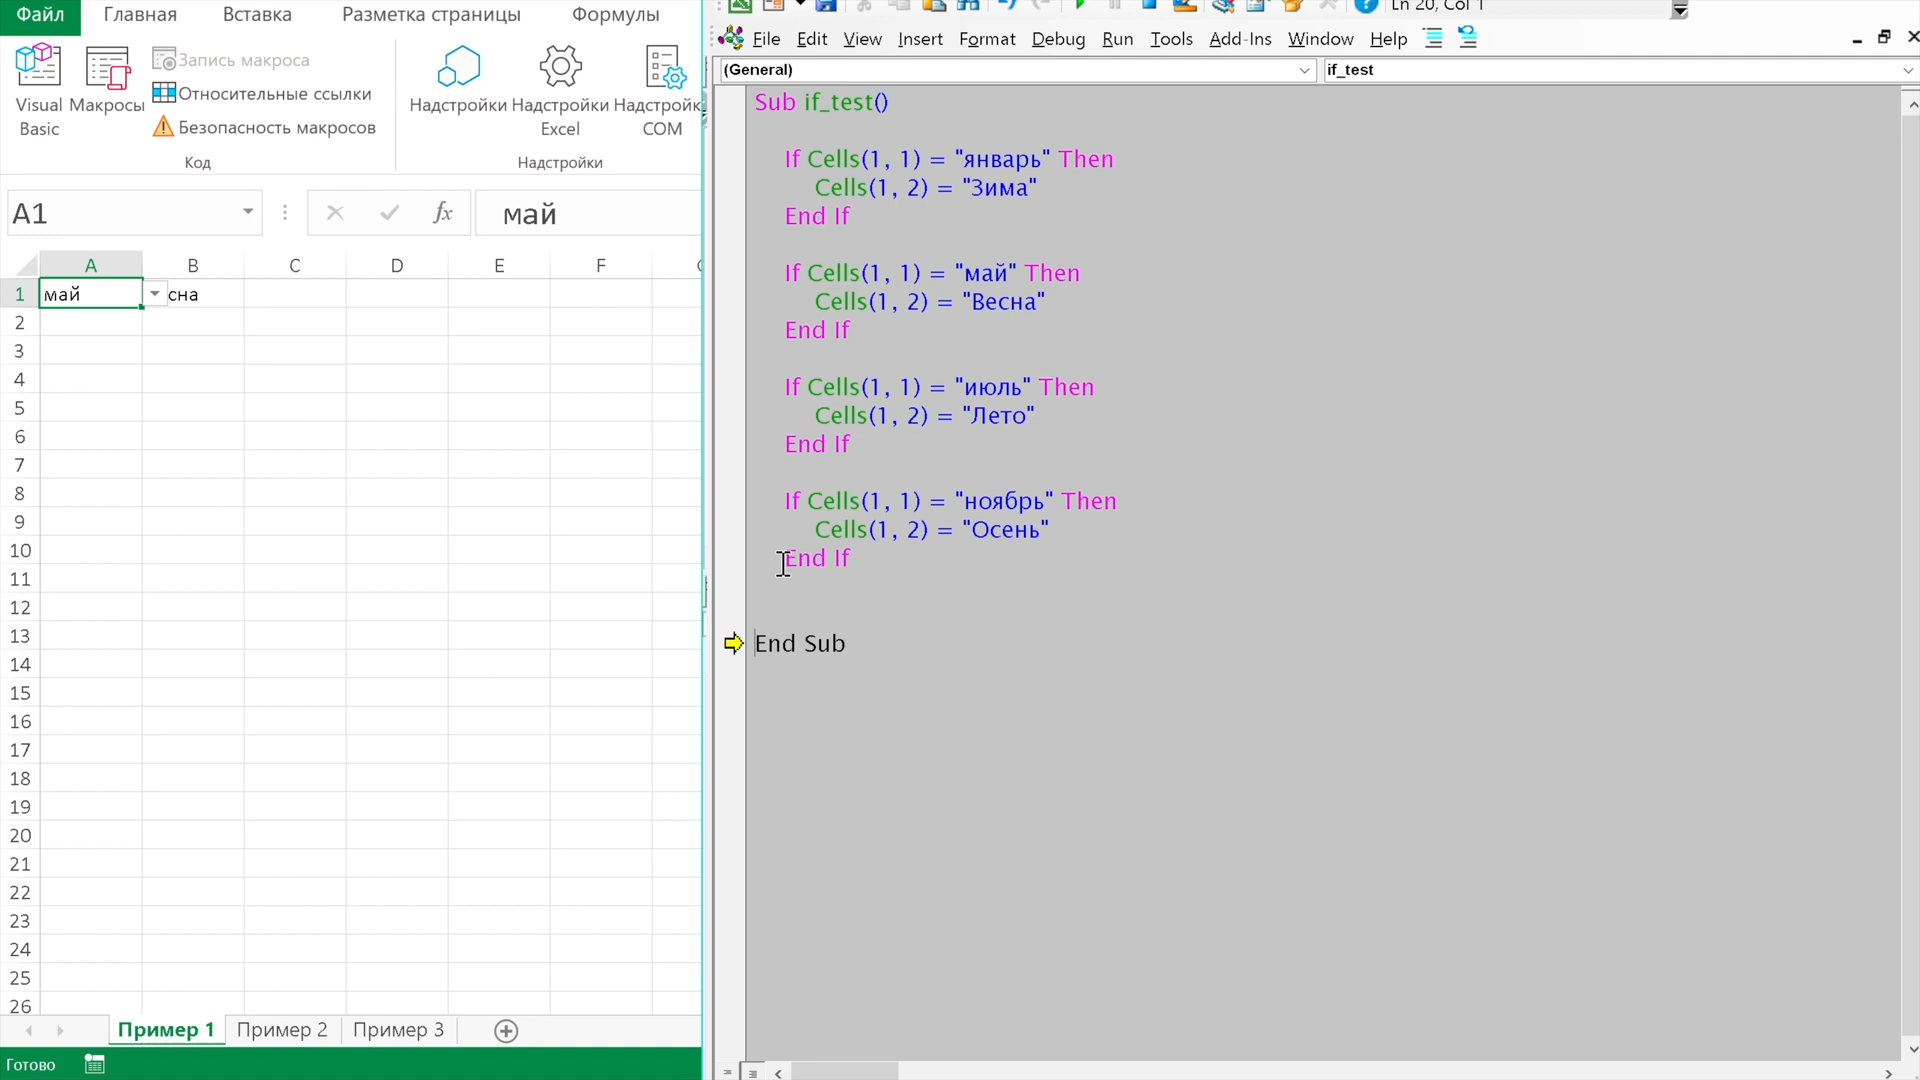 Файл Главная Вставка Разметка страницы Формулы
Visual Basic
Макросы
Запись макроса
Относительные ссылки
Безопасность макросов
Код
Надстройки
Надстройки Excel
Надстройк COM
Надстройки
A1
fx
май
A B C D E F
1 май сна
2
3
4
5
6
7
8
9
10
11
12
13
14
15
16
17
18
19
20
21
22
23
24
25
26
Пример 1 Пример 2 Пример 3
Готово
Ln 20, Col 1
File Edit View Insert Format Debug Run Tools Add-Ins Window Help
(General) if_test
Sub if_test()
If Cells(1, 1) = "январь" Then
Cells(1, 2) = "Зима"
End If
If Cells(1, 1) = "май" Then
Cells(1, 2) = "Весна"
End If
If Cells(1, 1) = "июль" Then
Cells(1, 2) = "Лето"
End If
If Cells(1, 1) = "ноябрь" Then
Cells(1, 2) = "Осень"
End If
End Sub